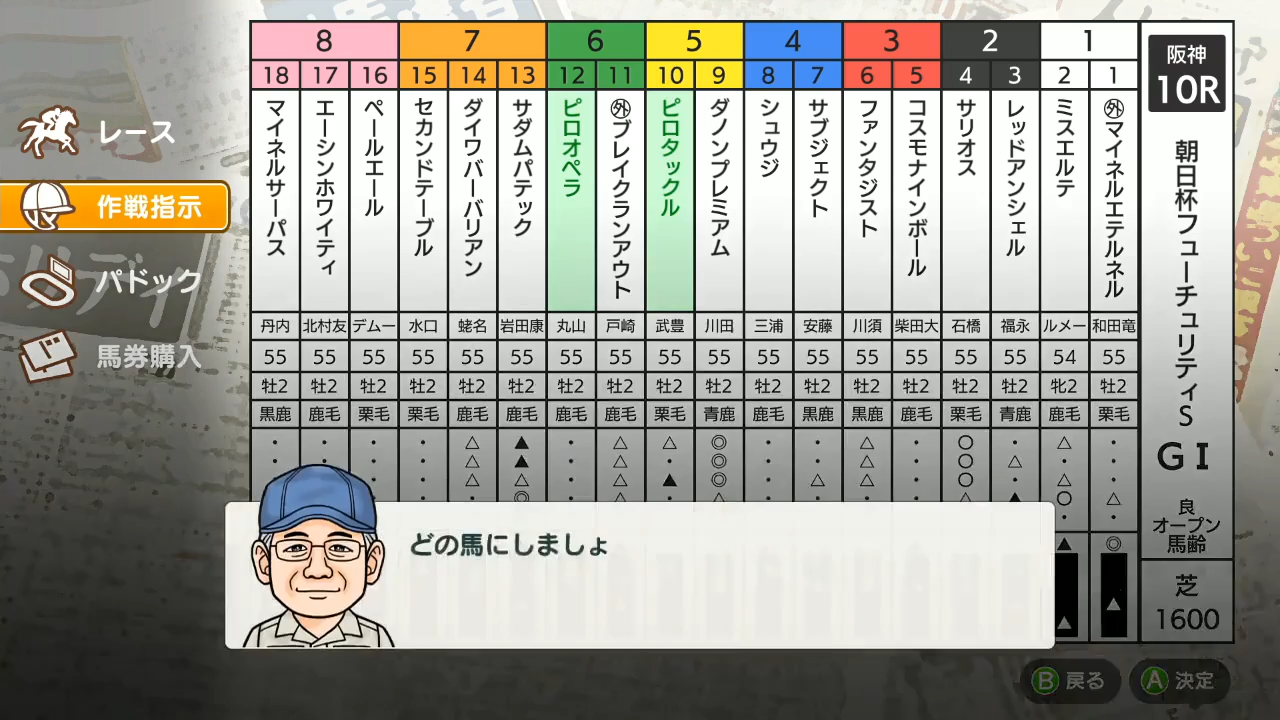 レース
作戦指示
パドック
馬券購入
8 7 6 5 4 3 2 1
18 17 16 15 14 13 12 11 10 9 8 7 6 5 4 3 2 1
マイネルサーパス
エーシンホワイティ
ペールエール
セカンドテーブル
ダイワバーバリアン
サダムパテック
ピロオペラ
外ブレイクランアウト
ピロタックル
ダノンプレミアム
シュウジ
サブジェクト
ファンタジスト
コスモナインボール
サリオス
レッドアンシェル
ミスエルテ
外マイネルエテルネル
丹内 北村友 デムー 水口 蛯名 岩田康 丸山 戸崎 武豊 川田 三浦 安藤 川須 柴田大 石橋 福永 ルメー 和田竜
55 55 55 55 55 55 55 55 55 55 55 55 55 55 55 55 54 55
牡2 牡2 牡2 牡2 牡2 牡2 牡2 牡2 牡2 牡2 牡2 牡2 牡2 牡2 牡2 牡2 牝2 牡2
黒鹿 鹿毛 栗毛 栗毛 鹿毛 鹿毛 鹿毛 鹿毛 栗毛 青鹿 鹿毛 黒鹿 黒鹿 鹿毛 栗毛 青鹿 鹿毛 栗毛
阪神
10R
朝日杯フューチュリティS
GI
良
オープン
馬齢
芝
1600
どの馬にしましょ
B 戻る
A 決定